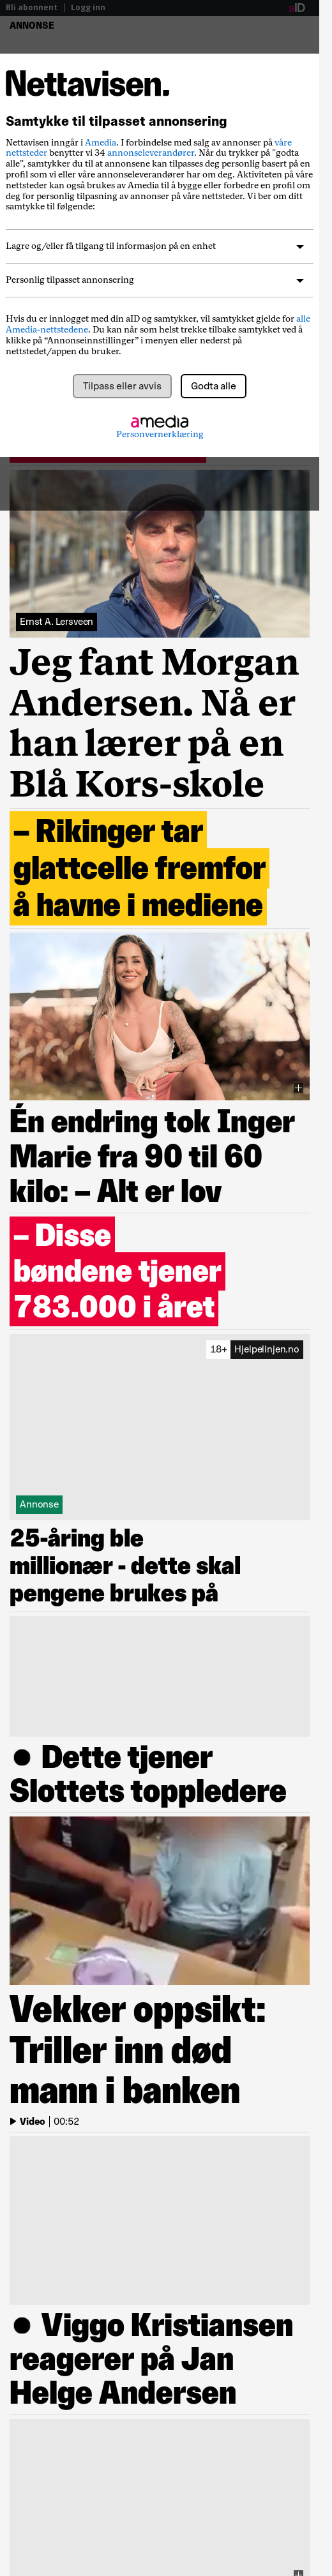 Bli abonnent | Logg inn
aID
ANNONSE
Nettavisen.
Samtykke til tilpasset annonsering
Nettavisen inngår i Amedia. I forbindelse med salg av annonser på våre
nettsteder benytter vi 34 annonseleverandører. Når du trykker på "godta
alle", samtykker du til at annonsene kan tilpasses deg personlig basert på en
profil som vi eller våre annonseleverandører har om deg. Aktiviteten på våre
nettsteder kan også brukes av Amedia til å bygge eller forbedre en profil om
deg for personlig tilpasning av annonser på våre nettsteder. Vi ber om ditt
samtykke til følgende:
Lagre og/eller få tilgang til informasjon på en enhet
Personlig tilpasset annonsering
Hvis du er innlogget med din aID og samtykker, vil samtykket gjelde for alle
Amedia-nettstedene. Du kan når som helst trekke tilbake samtykket ved å
klikke på “Annonseinnstillinger” i menyen eller nederst på
nettstedet/appen du bruker.
Tilpass eller avvis
Godta alle
amedia
Personvernerklæring
Ernst A. Lersveen
Jeg fant Morgan
Andersen. Nå er
han lærer på en
Blå Kors-skole
– Rikinger tar
glattcelle fremfor
å havne i mediene
Én endring tok Inger
Marie fra 90 til 60
kilo: – Alt er lov
– Disse
bøndene tjener
783.000 i året
18+ Hjelpelinjen.no
Annonse
25-åring ble
millionær - dette skal
pengene brukes på
● Dette tjener
Slottets toppledere
Vekker oppsikt:
Triller inn død
mann i banken
Video | 00:52
● Viggo Kristiansen
reagerer på Jan
Helge Andersen